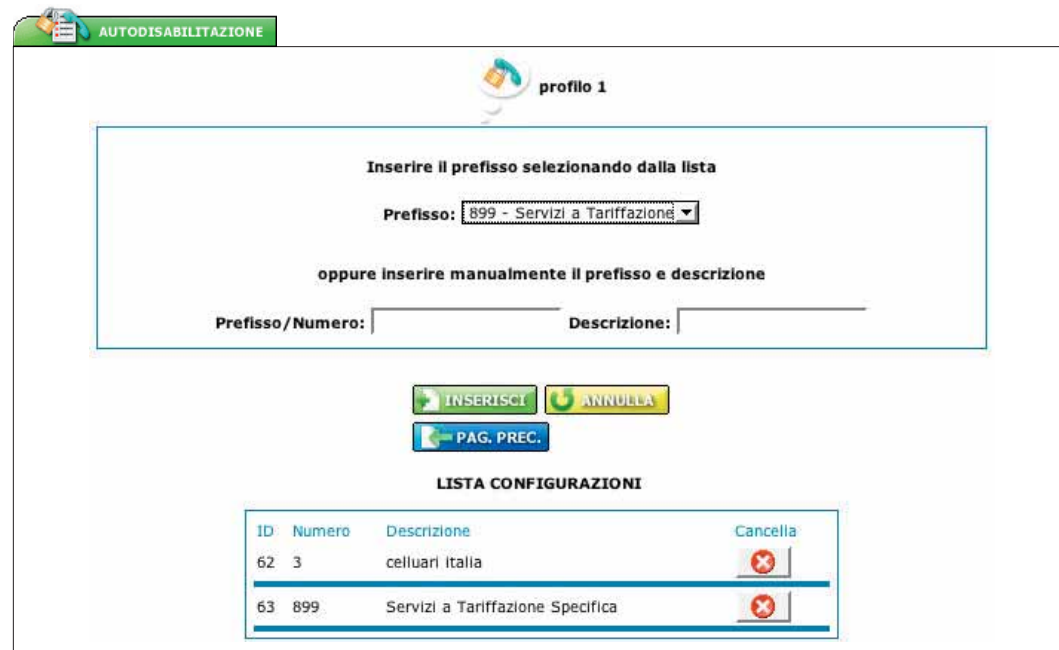 AUTODISABILITAZIONE
profilo 1
Inserire il prefisso selezionando dalla lista
Prefisso: 899 - Servizi a Tariffazione
oppure inserire manualmente il prefisso e descrizione
Prefisso/Numero: Descrizione:
INSERISCI ANNULLA
PAG. PREC.
LISTA CONFIGURAZIONI
ID Numero Descrizione Cancella
62 3 celluari italia
63 899 Servizi a Tariffazione Specifica